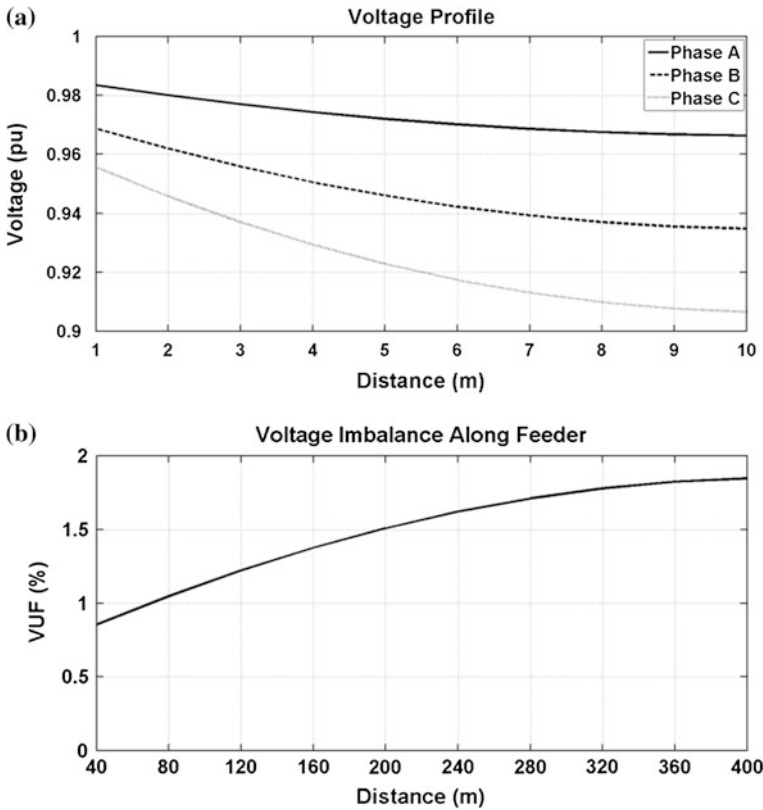 (a)
Voltage Profile
1
0.98
0.96
0.94
0.92
0.9
Voltage (pu)
Phase A
Phase B
Phase C
1 2 3 4 5 6 7 8 9 10
Distance (m)
(b)
Voltage Imbalance Along Feeder
2
1.5
1
0.5
0
VUF (%)
40 80 120 160 200 240 280 320 360 400
Distance (m)